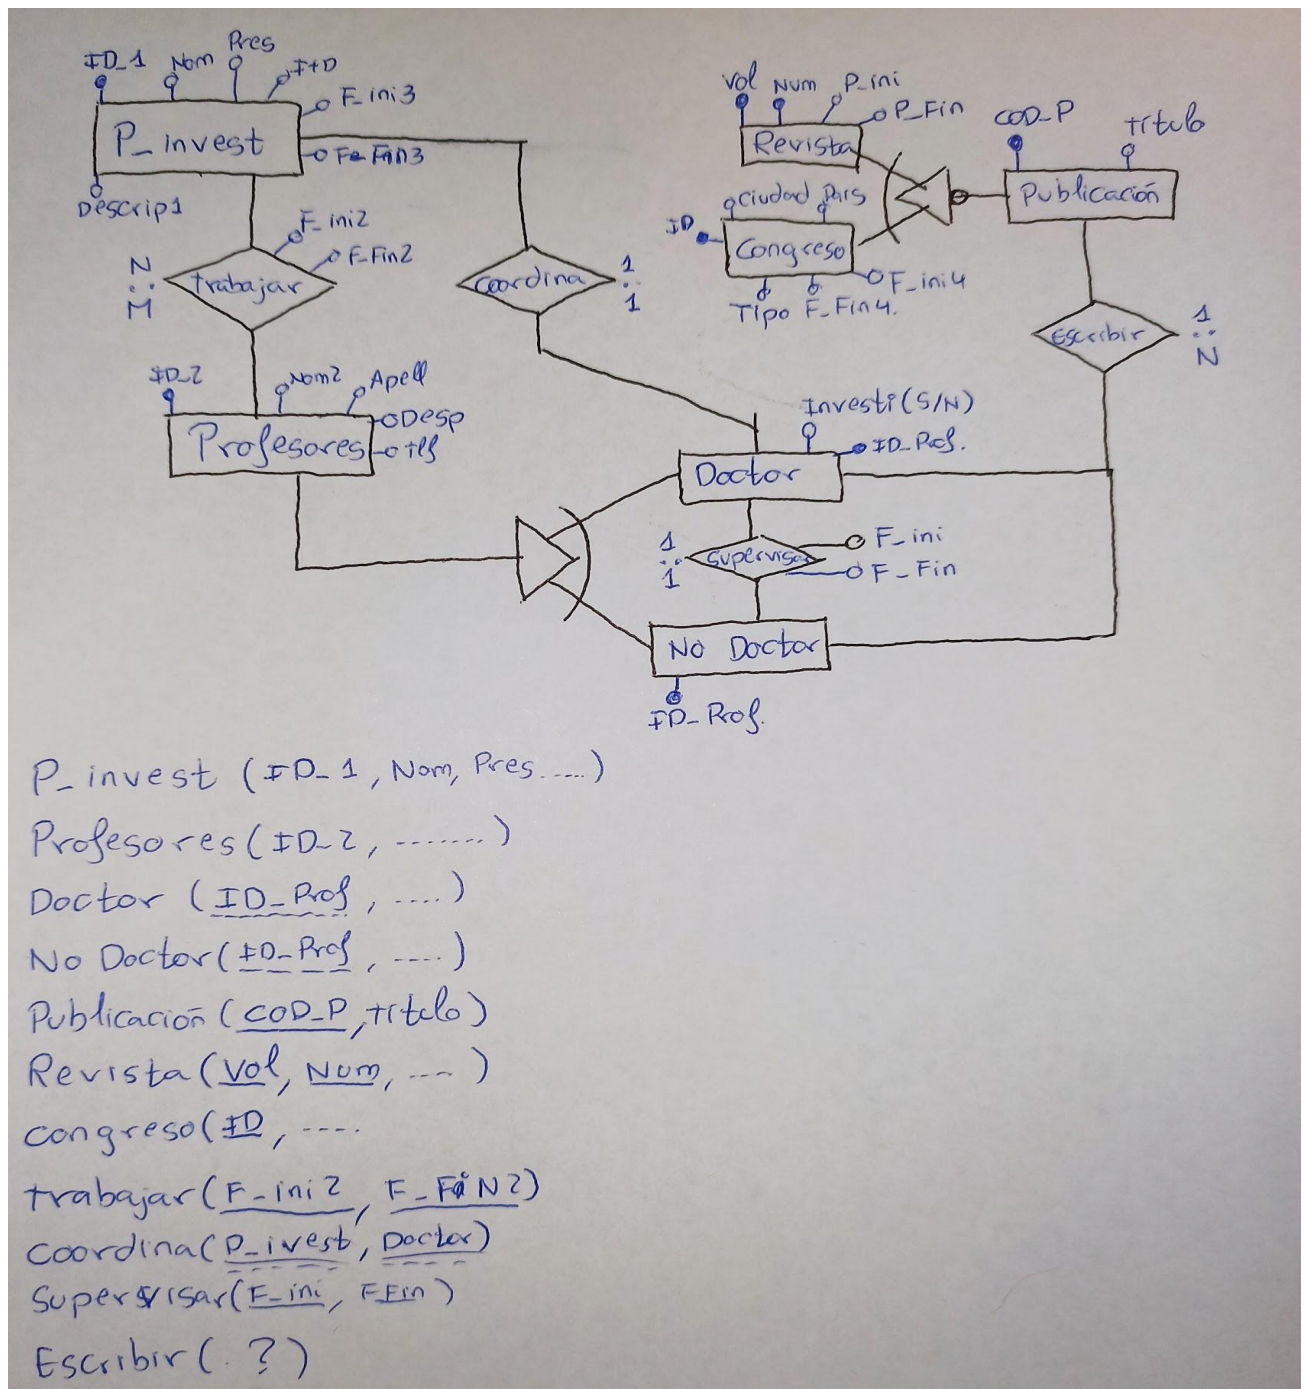 ID_1 Nom Pres I+D
F_ini3
P_invest
Fe_Fin3
Descrip1
F_ini2
F_Fin2
N
..
M
trabajar
coordina
1
..
1
ID_2 Nom2 Apell
Desp
Profesores
tlf
Vol Num P_ini
P_Fin
Revista
COD_P título
Publicación
ciudad País
ID
Congreso
F_ini4
Tipo F_Fin4.
Escribir
1
..
N
Investi(S/N)
ID_Prof.
Doctor
1
..
1
supervisar
F_ini
F_Fin
No Doctor
ID_Prof.
P_invest (ID_1, Nom, Pres.....)
Profesores(ID_2, .......)
Doctor (ID_Prof, ....)
No Doctor(ID_Prof, ....)
Publicación(COD_P, título)
Revista(Vol, Num, ....)
congreso(ID, ....
trabajar(F_ini2, F_FiN2)
coordina(P_ivest, Doctor)
Supervisar(F_ini, F_Fin)
Escribir( . ? )